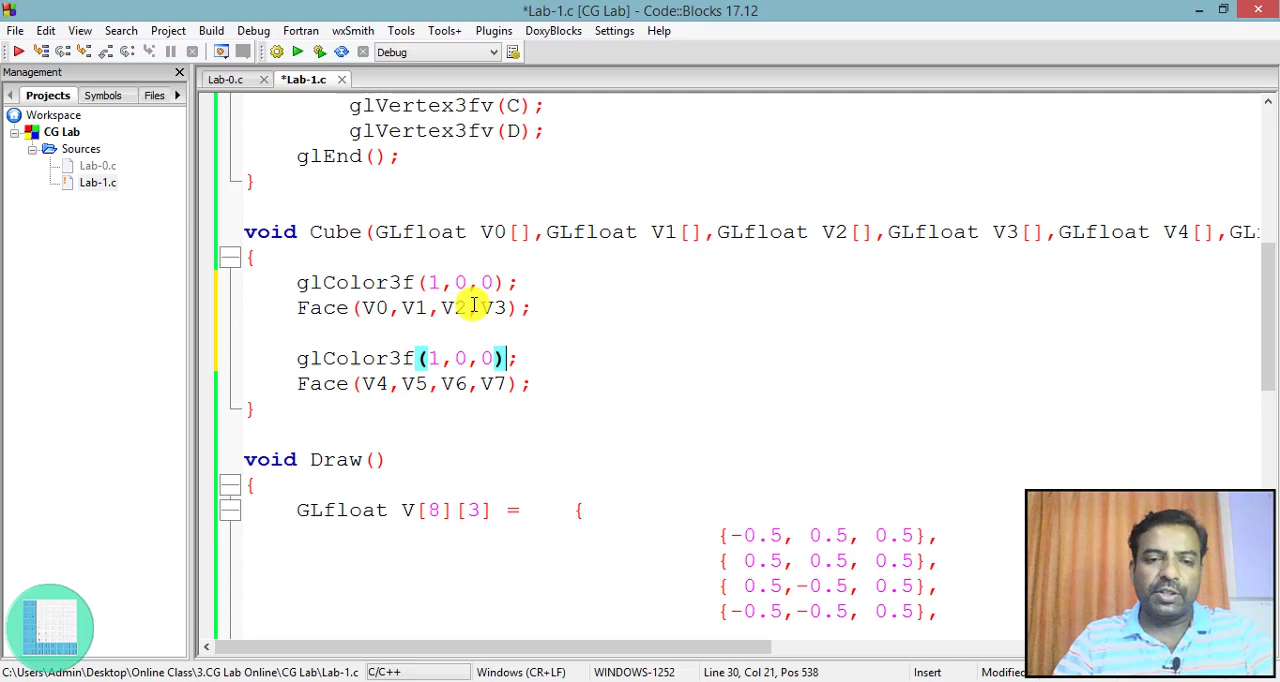 *Lab-1.c [CG Lab] - Code::Blocks 17.12
File Edit View Search Project Build Debug Fortran wxSmith Tools Tools+ Plugins DoxyBlocks Settings Help
Debug
Management
Lab-0.c *Lab-1.c
Projects Symbols Files
Workspace
CG Lab
Sources
Lab-0.c
Lab-1.c
glVertex3fv(C);
glVertex3fv(D);
glEnd();
}
void Cube(GLfloat V0[],GLfloat V1[],GLfloat V2[],GLfloat V3[],GLfloat V4[],GL
{
glColor3f(1,0,0);
Face(V0,V1,V2,V3);
glColor3f(1,0,0);
Face(V4,V5,V6,V7);
}
void Draw()
{
GLfloat V[8][3] = {
{-0.5, 0.5, 0.5},
{ 0.5, 0.5, 0.5},
{ 0.5,-0.5, 0.5},
{-0.5,-0.5, 0.5},
C:\Users\Admin\Desktop\Online Class\3.CG Lab Online\CG Lab\Lab-1.c C/C++ Windows (CR+LF) WINDOWS-1252 Line 30, Col 21, Pos 538 Insert Modified